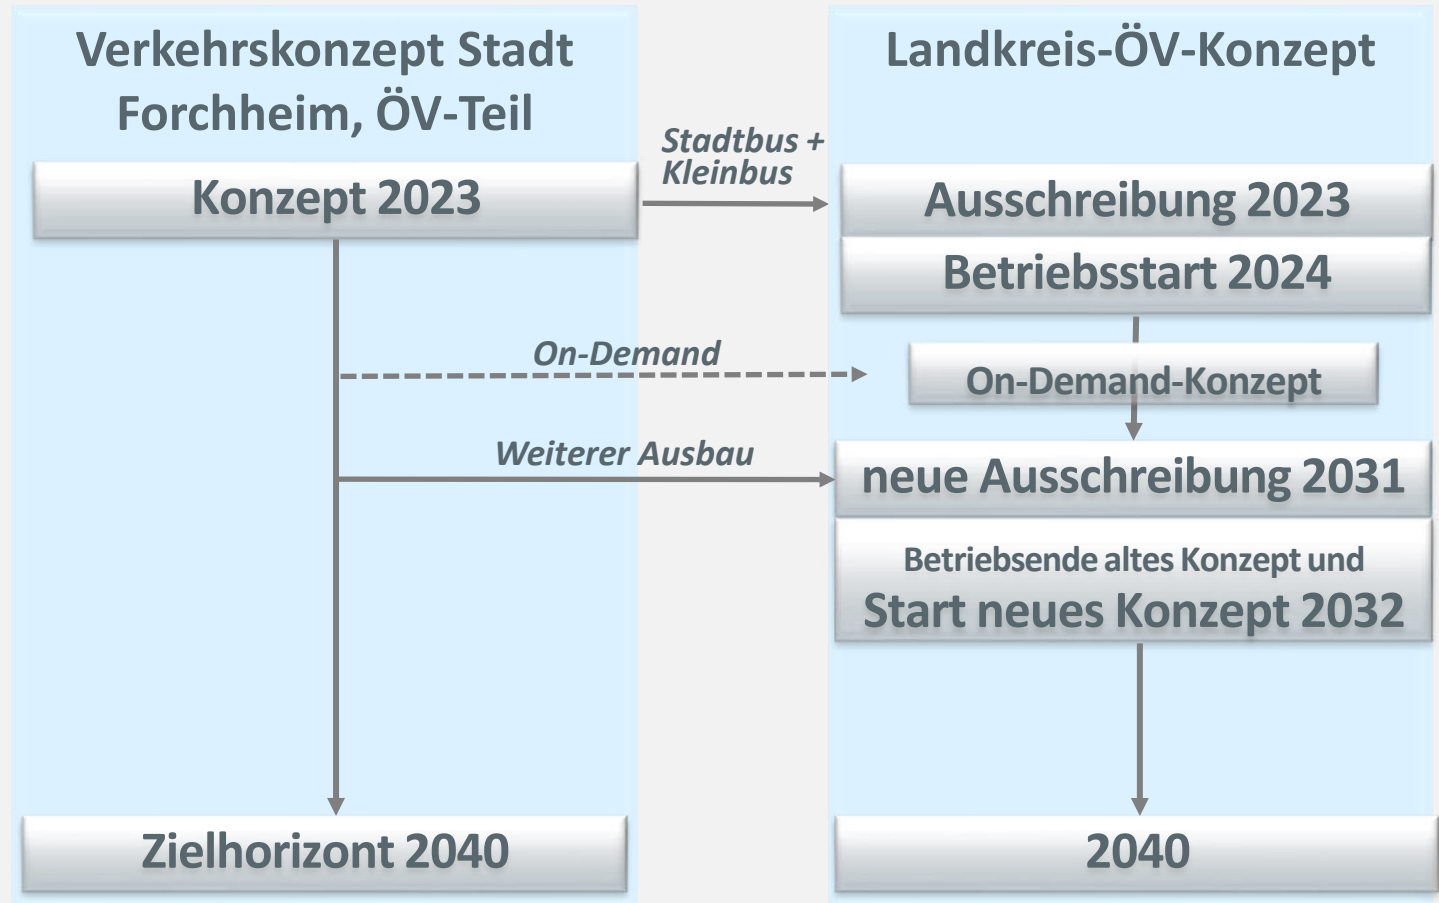 Verkehrskonzept Stadt
Forchheim, ÖV-Teil
Konzept 2023
Zielhorizont 2040
Stadtbus +
Kleinbus
On-Demand
Weiterer Ausbau
Landkreis-ÖV-Konzept
Ausschreibung 2023
Betriebsstart 2024
On-Demand-Konzept
neue Ausschreibung 2031
Betriebsende altes Konzept und
Start neues Konzept 2032
2040